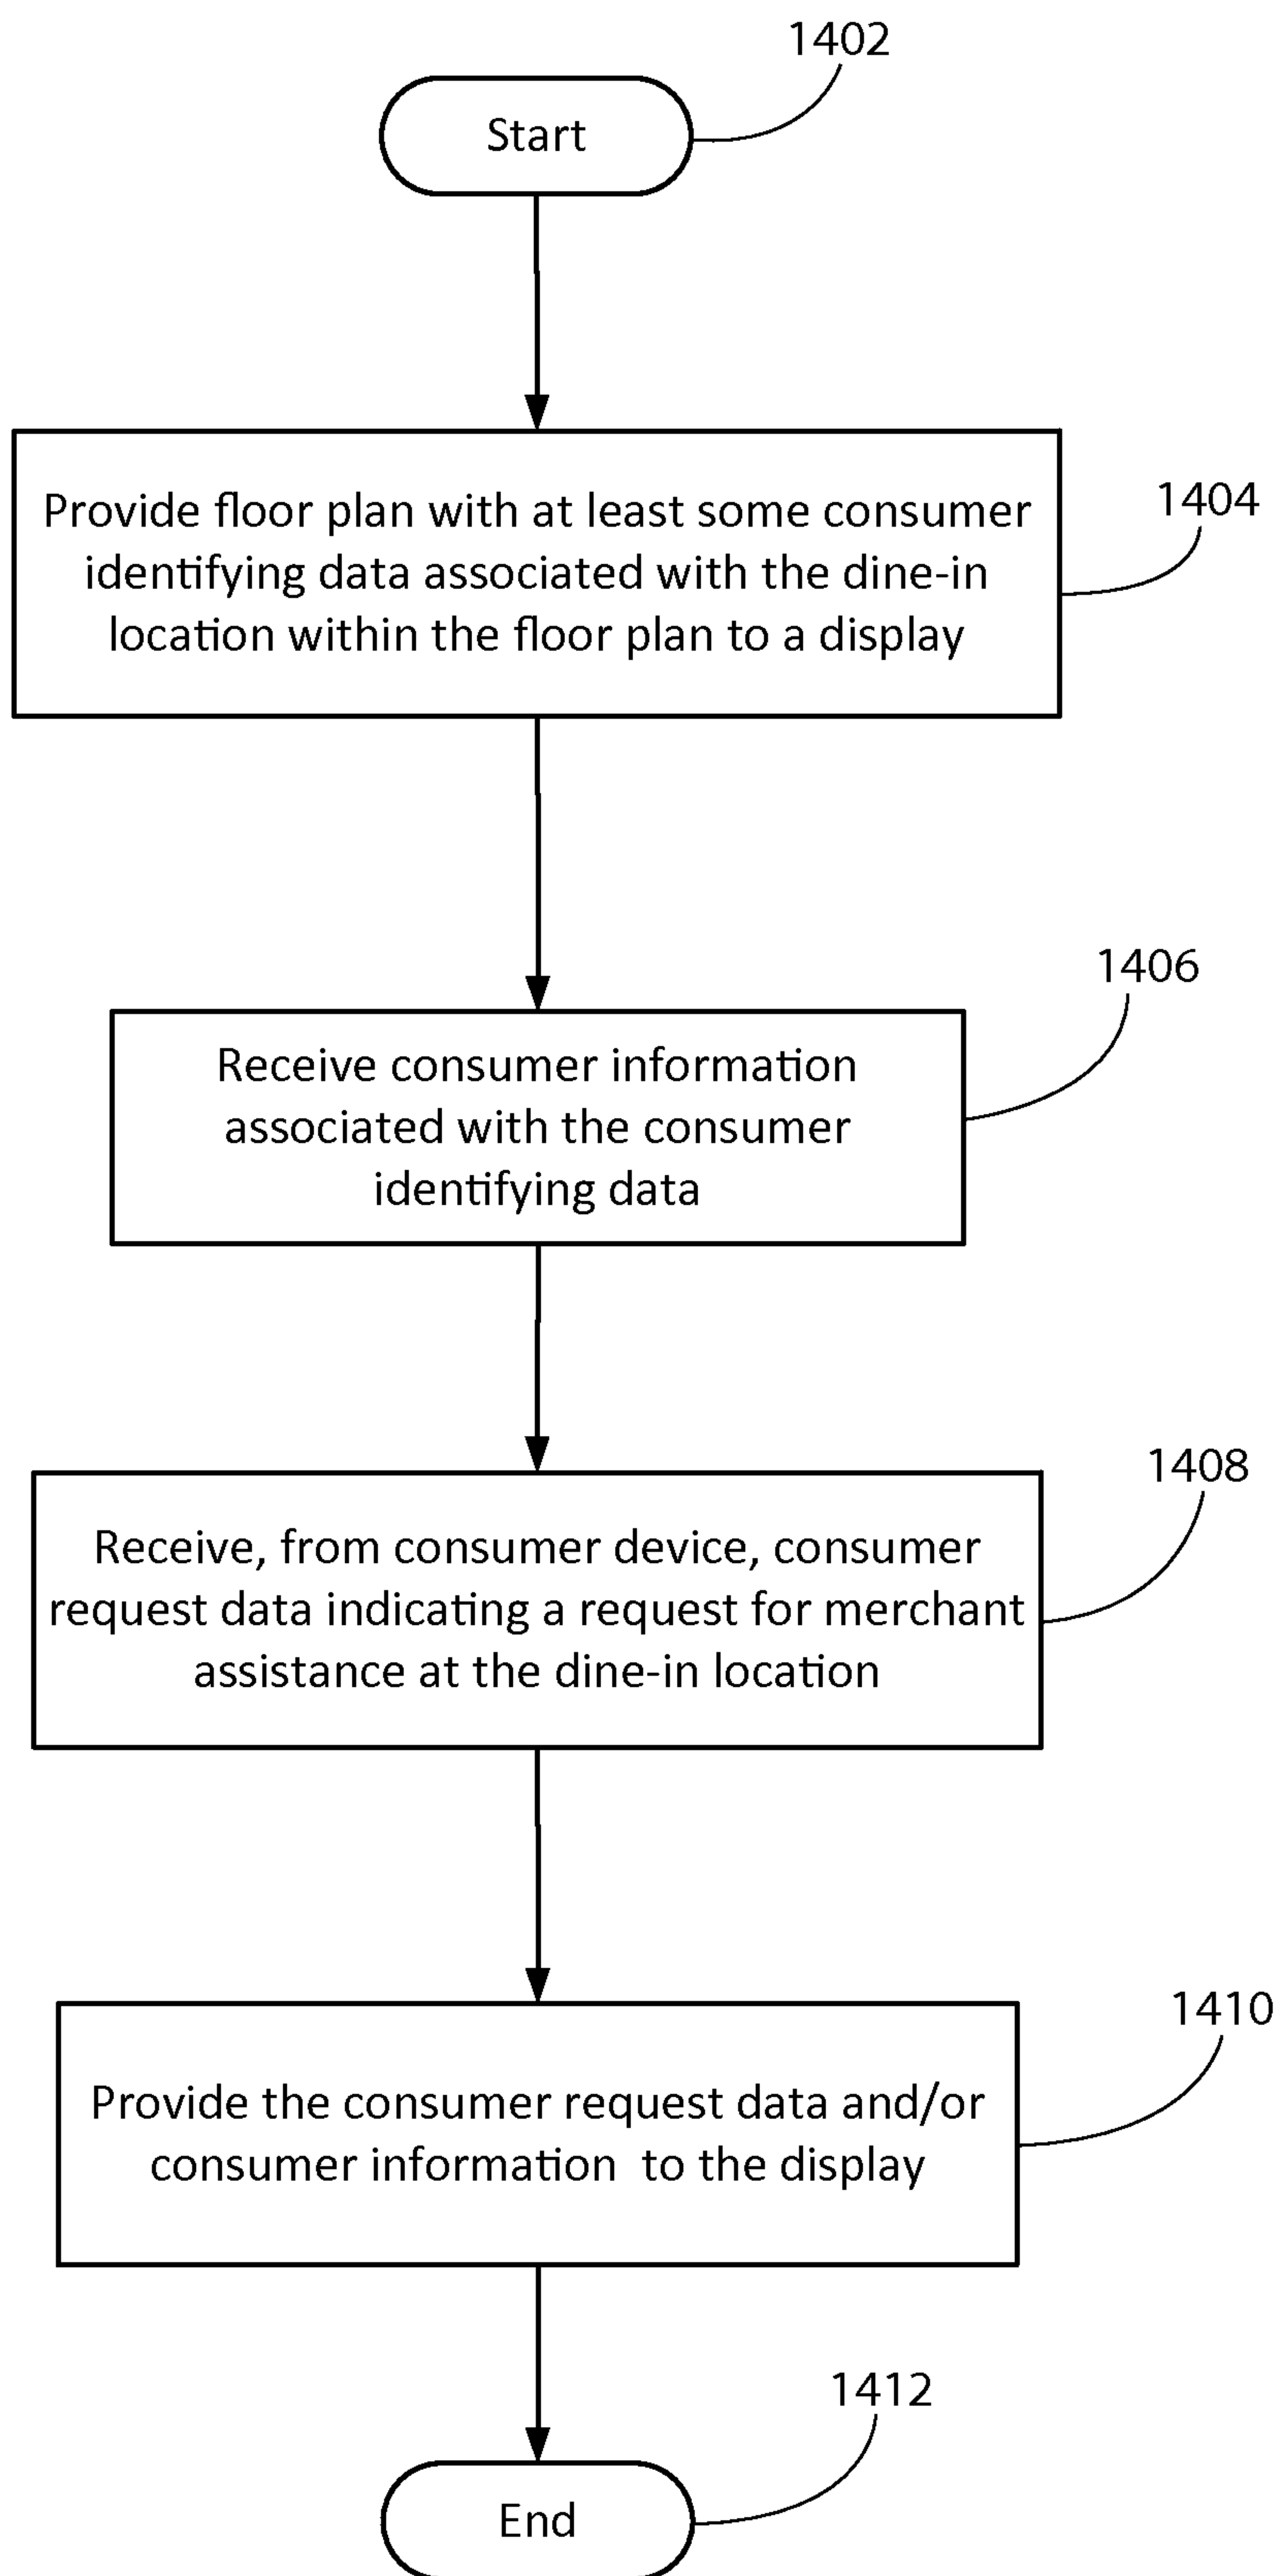 1402
Start
1404
Provide floor plan with at least some consumer
identifying data associated with the dine-in
location within the floor plan to a display
1406
Receive consumer information
associated with the consumer
identifying data
1408
Receive, from consumer device, consumer
request data indicating a request for merchant
assistance at the dine-in location
1410
Provide the consumer request data and/or
consumer information to the display
1412
End